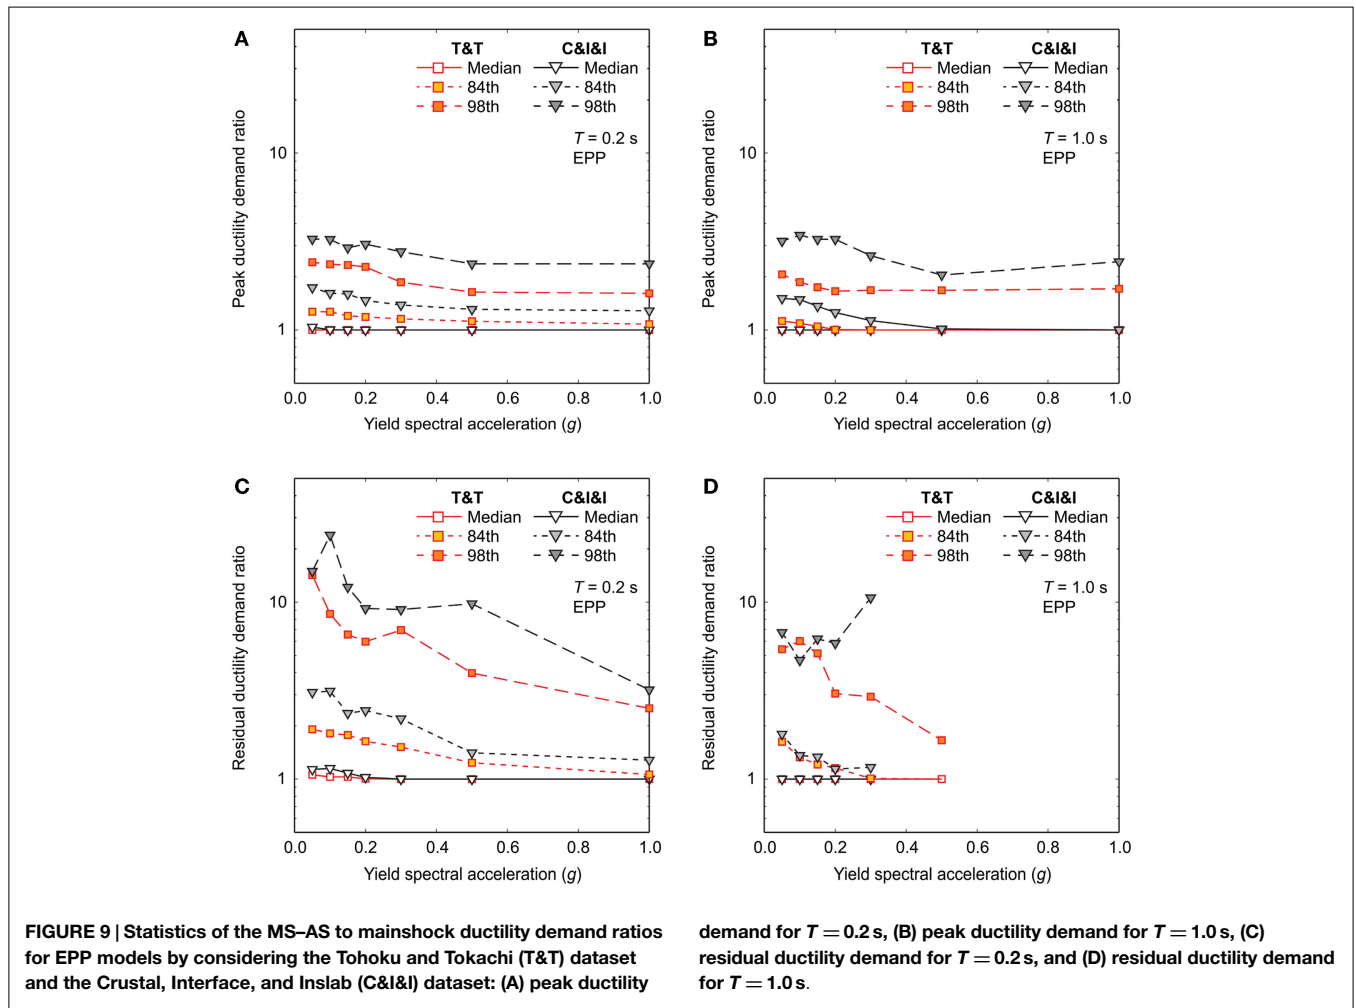 A
T&T C&I&I
Median Median
84th 84th
98th 98th
T = 0.2 s
EPP
10
1
Peak ductility demand ratio
0.0 0.2 0.4 0.6 0.8 1.0
Yield spectral acceleration (g)
B
T&T C&I&I
Median Median
84th 84th
98th 98th
T = 1.0 s
EPP
10
1
Peak ductility demand ratio
0.0 0.2 0.4 0.6 0.8 1.0
Yield spectral acceleration (g)
C
T&T C&I&I
Median Median
84th 84th
98th 98th
T = 0.2 s
EPP
10
1
Residual ductility demand ratio
0.0 0.2 0.4 0.6 0.8 1.0
Yield spectral acceleration (g)
D
T&T C&I&I
Median Median
84th 84th
98th 98th
T = 1.0 s
EPP
10
1
Residual ductility demand ratio
0.0 0.2 0.4 0.6 0.8 1.0
Yield spectral acceleration (g)
FIGURE 9 | Statistics of the MS–AS to mainshock ductility demand ratios
for EPP models by considering the Tohoku and Tokachi (T&T) dataset
and the Crustal, Interface, and Inslab (C&I&I) dataset: (A) peak ductility
demand for T = 0.2 s, (B) peak ductility demand for T = 1.0 s, (C)
residual ductility demand for T = 0.2 s, and (D) residual ductility demand
for T = 1.0 s.